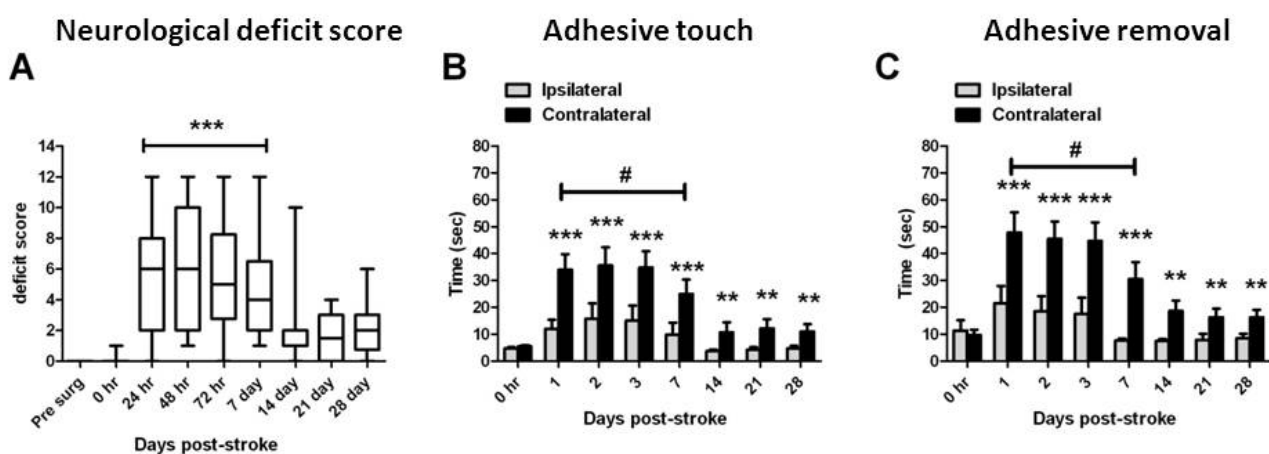 Neurological deficit score
A
***
deficit score
14
12
10
8
6
4
2
0
Pre surg
0 hr
24 hr
48 hr
72 hr
7 day
14 day
21 day
28 day
Days post-stroke
Adhesive touch
B
Ipsilateral
Contralateral
#
*** *** *** *** ** ** **
Time (sec)
80
70
60
50
40
30
20
10
0
0 hr
1
2
3
7
14
21
28
Days post-stroke
Adhesive removal
C
Ipsilateral
Contralateral
#
*** *** *** *** ** ** **
Time (sec)
80
70
60
50
40
30
20
10
0
0 hr
1
2
3
7
14
21
28
Days post-stroke